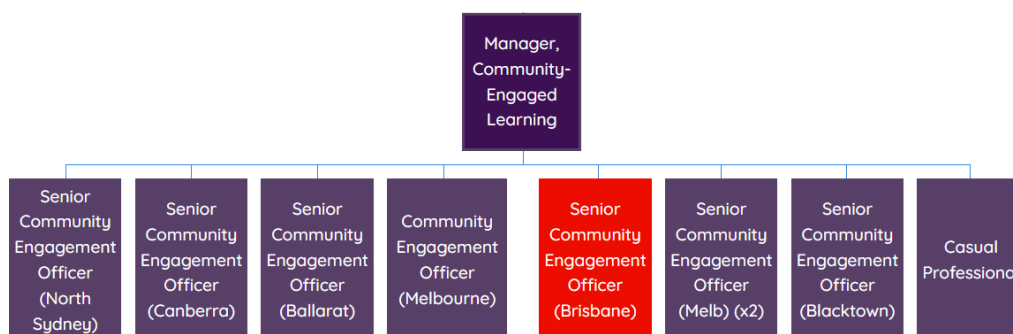 Manager,
Community-
Engaged
Learning
Senior
Community
Engagement
Officer
(North
Sydney)
Senior
Community
Engagement
Officer
(Canberra)
Senior
Community
Engagement
Officer
(Ballarat)
Community
Engagement
Officer
(Melbourne)
Senior
Community
Engagement
Officer
(Brisbane)
Senior
Community
Engagement
Officer
(Melb) (x2)
Senior
Community
Engagement
Officer
(Blacktown)
Casual
Professional